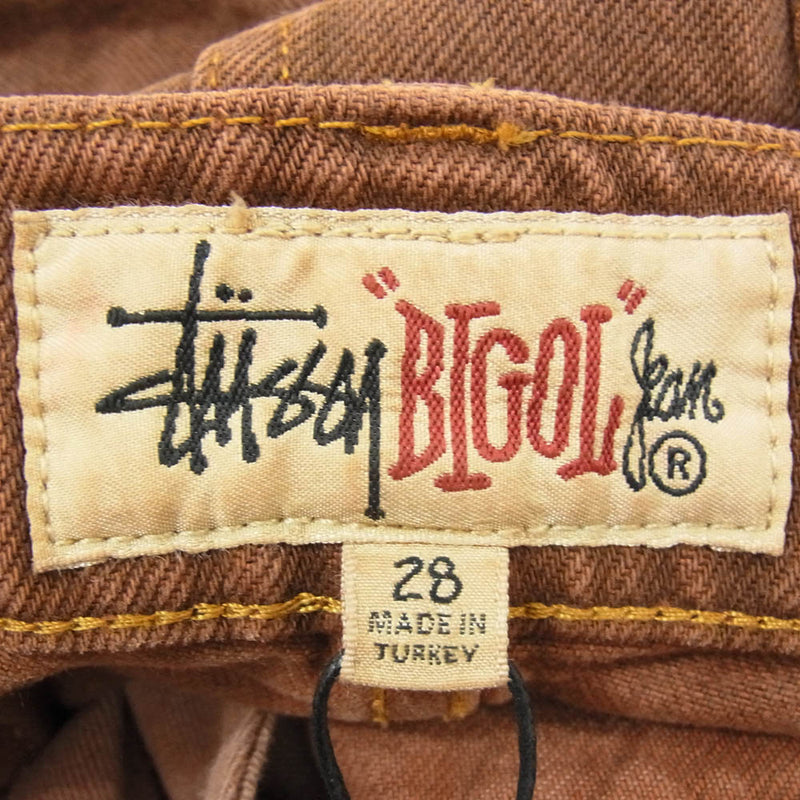 Stüssy "BIGOL" Jean ®
28
MADE IN
TURKEY